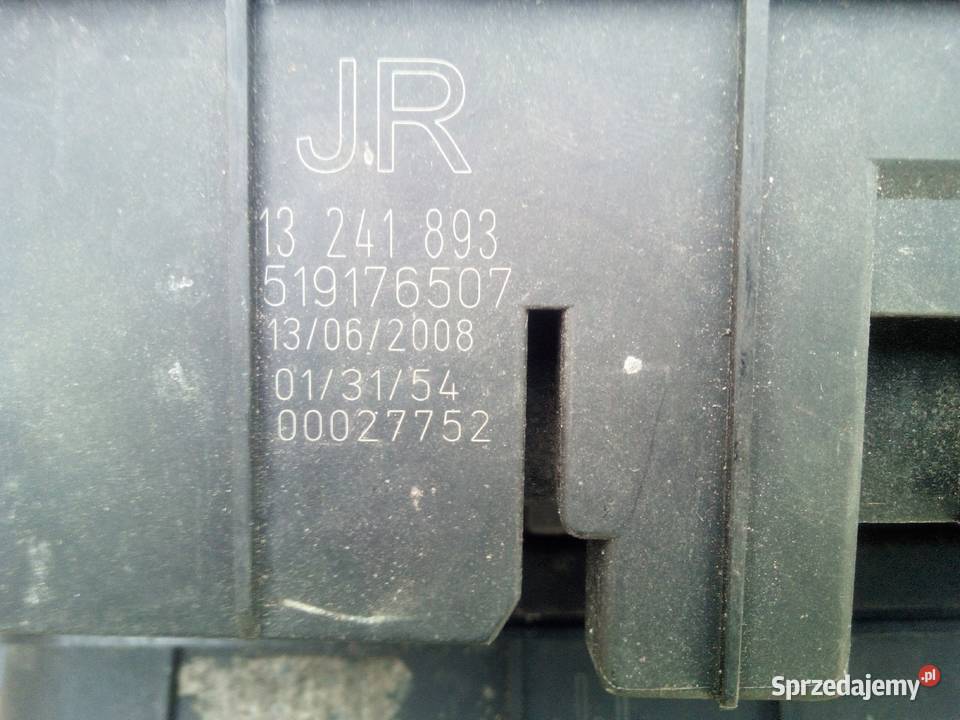 JR
13 241 893
519176507
13/06/2008
01/31/54
00027752
Sprzedajemy.pl